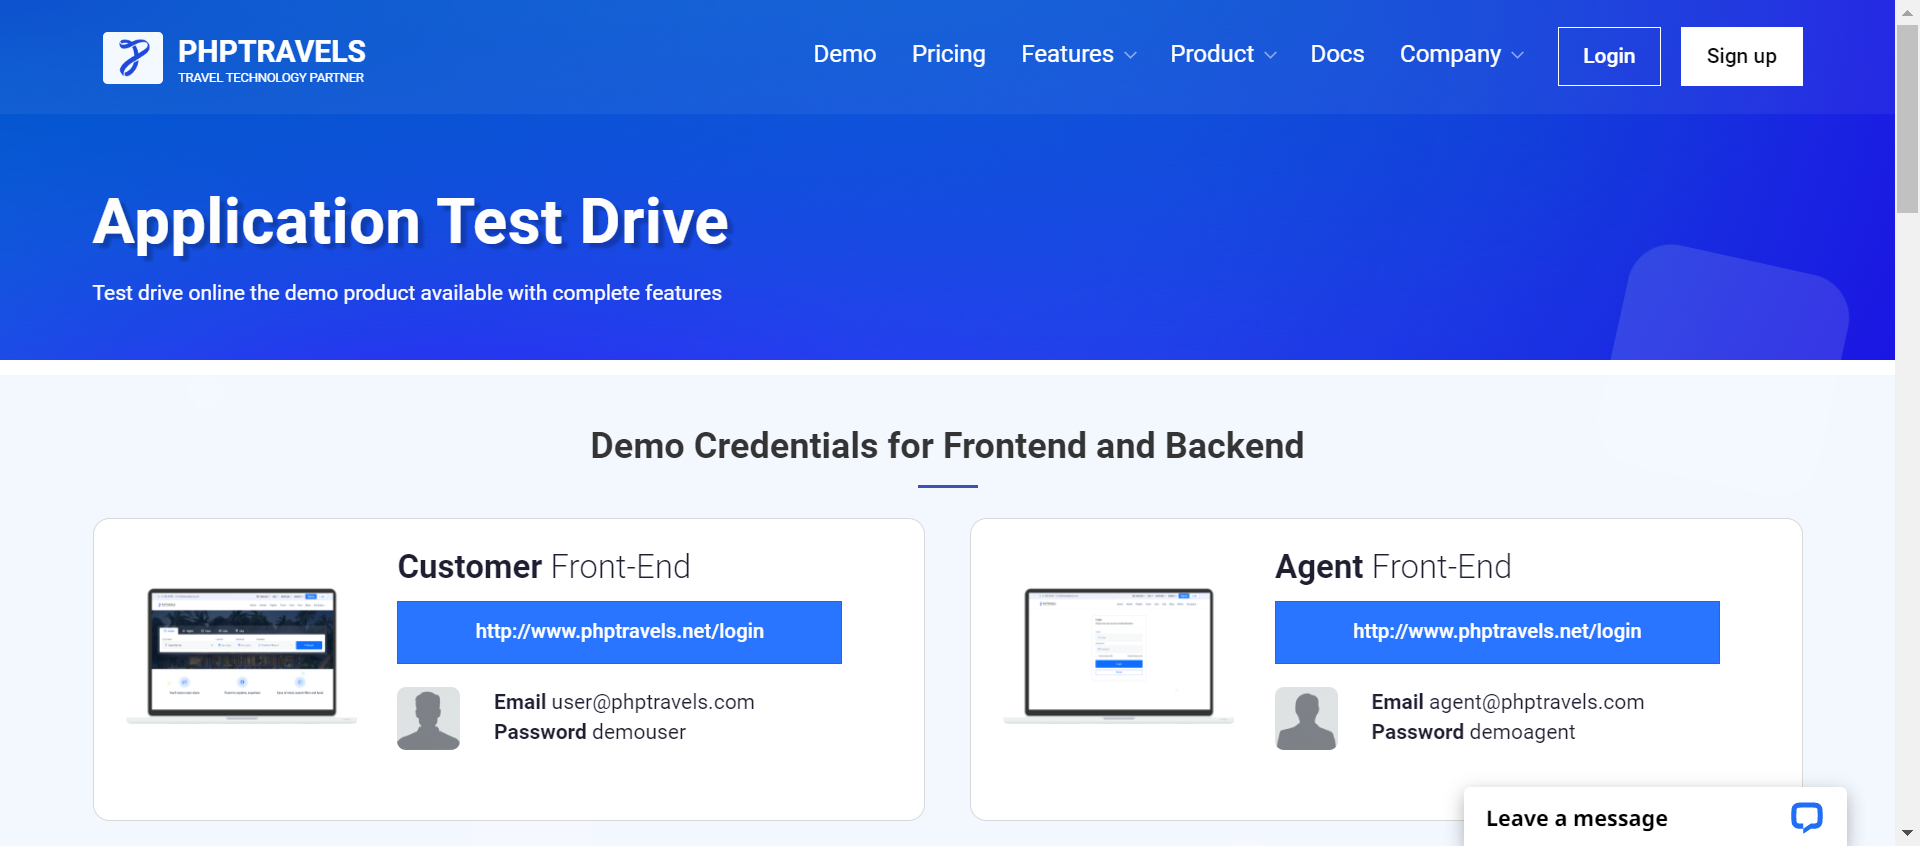 PHPTRAVELS
TRAVEL TECHNOLOGY PARTNER
Demo Pricing Features Product Docs Company Login Sign up
Application Test Drive
Test drive online the demo product available with complete features
Demo Credentials for Frontend and Backend
Customer Front-End
http://www.phptravels.net/login
Email user@phptravels.com
Password demouser
Agent Front-End
http://www.phptravels.net/login
Email agent@phptravels.com
Password demoagent
Leave a message